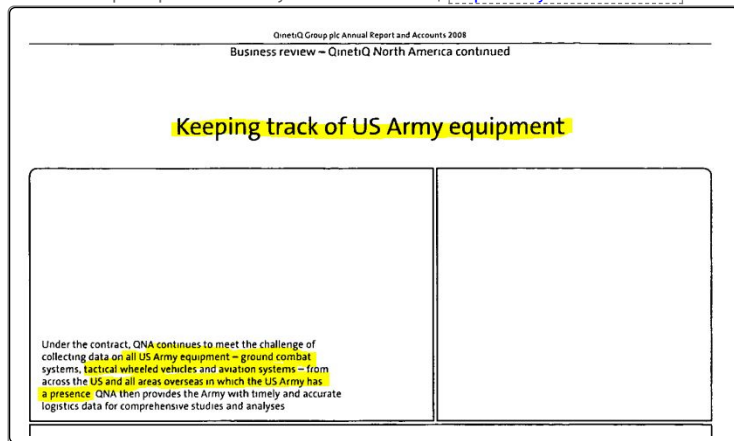 QinetiQ Group plc Annual Report and Accounts 2008
Business review – QinetiQ North America continued
Keeping track of US Army equipment
Under the contract, QNA continues to meet the challenge of
collecting data on all US Army equipment – ground combat
systems, tactical wheeled vehicles and aviation systems – from
across the US and all areas overseas in which the US Army has
a presence QNA then provides the Army with timely and accurate
logistics data for comprehensive studies and analyses